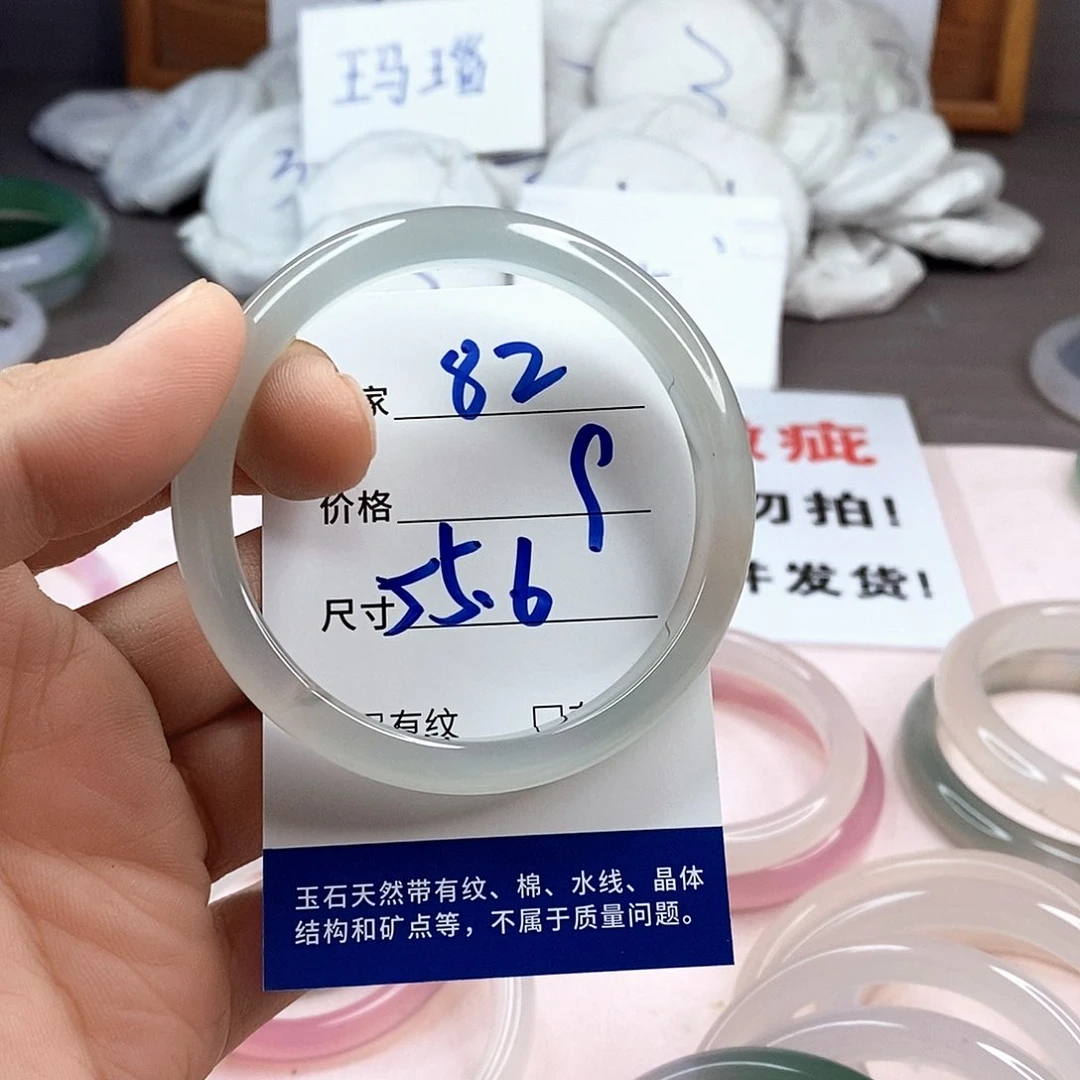 玛瑙
家 82
价格
尺寸 55.6
有纹
疵
勿拍!
发货!
玉石天然带有纹、棉、水线、晶体
结构和矿点等，不属于质量问题。